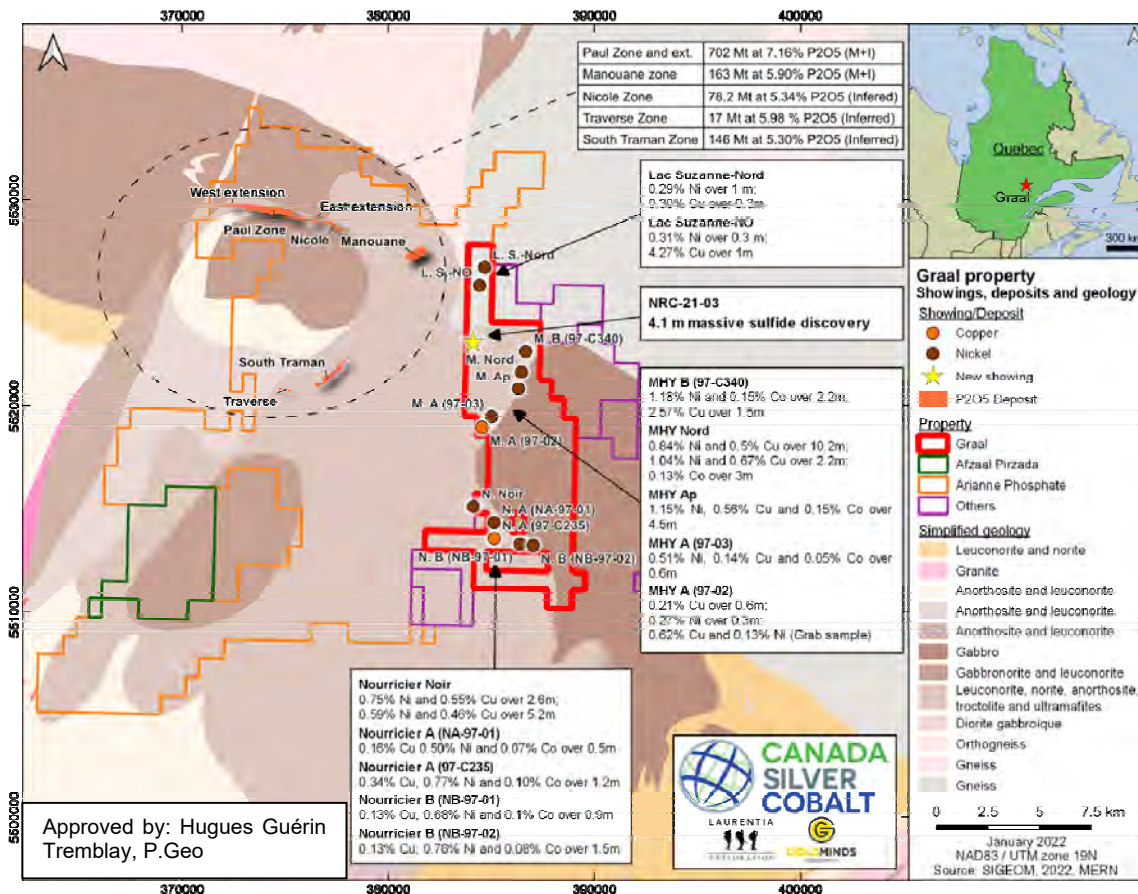 370000 380000 390000 400000
Paul Zone and ext. 702 Mt at 7.16% P2O5 (M+I)
Manouane zone 163 Mt at 5.90% P2O5 (M+I)
Nicole Zone 78.2 Mt at 5.34% P2O5 (Infered)
Traverse Zone 17 Mt at 5.98 % P2O5 (Inferred)
South Traman Zone 146 Mt at 5.30% P2O5 (Inferred)
5530000
5520000
5510000
5500000
West extension
East extension
Paul Zone
Nicole
Manouane
South Traman
Traverse
Lac Suzanne-Nord
0.29% Ni over 1 m;
0.30% Cu over 0.3m
Lac Suzanne-NO
0.31% Ni over 0.3 m;
4.27% Cu over 1m
L. S.-Nord
L. S.-NO
NRC-21-03
4.1 m massive sulfide discovery
M. B (97-C340)
M. Nord
M. Ap
M. A (97-03)
M. A (97-02)
N. Noir
N. A (NA-97-01)
N. A (97-C235)
N. B (NB-97-01)
N. B (NB-97-02)
MHY B (97-C340)
1.18% Ni and 0.15% Cu over 2.2m;
2.57% Cu over 1.5m
MHY Nord
0.84% Ni and 0.5% Cu over 10.2m;
1.04% Ni and 0.67% Cu over 2.2m;
0.13% Co over 3m
MHY Ap
1.15% Ni, 0.56% Cu and 0.15% Co over
4.5m
MHY A (97-03)
0.51% Ni, 0.14% Cu and 0.05% Co over
0.6m
MHY A (97-02)
0.21% Cu over 0.6m;
0.27% Ni over 0.3m;
0.62% Cu and 0.13% Ni (Grab sample)
Nourricier Noir
0.75% Ni and 0.55% Cu over 2.6m;
0.59% Ni and 0.46% Cu over 5.2m
Nourricier A (NA-97-01)
0.16% Cu 0.50% Ni and 0.07% Co over 0.5m
Nourricier A (97-C235)
0.34% Cu, 0.77% Ni and 0.10% Co over 1.2m
Nourricier B (NB-97-01)
0.13% Cu, 0.68% Ni and 0.1% Co over 0.9m
Nourricier B (NB-97-02)
0.13% Cu, 0.78% Ni and 0.08% Co over 1.5m
Approved by: Hugues Guérin
Tremblay, P.Geo
CANADA
SILVER
COBALT
LAURENTIA
EXPLORATION
GOLDMINDS
Quebec
Graal
300 km
Graal property
Showings, deposits and geology
Showing/Deposit
Copper
Nickel
New showing
P2O5 Deposit
Property
Graal
Afzaal Pirzada
Arianne Phosphate
Others
Simplified geology
Leuconorite and norite
Granite
Anorthosite and leuconorite
Anorthosite and leuconorite.
Anorthosite and leuconorite
Gabbro
Gabbronorite and leuconorite
Leuconorite, norite, anorthosite,
troctolite and ultramafites
Diorite gabbroique
Orthogneiss
Gneiss
Gneiss
0 2.5 5 7.5 km
January 2022
NAD83 / UTM zone 19N
Source: SIGEOM, 2022, MERN
370000 380000 390000 400000